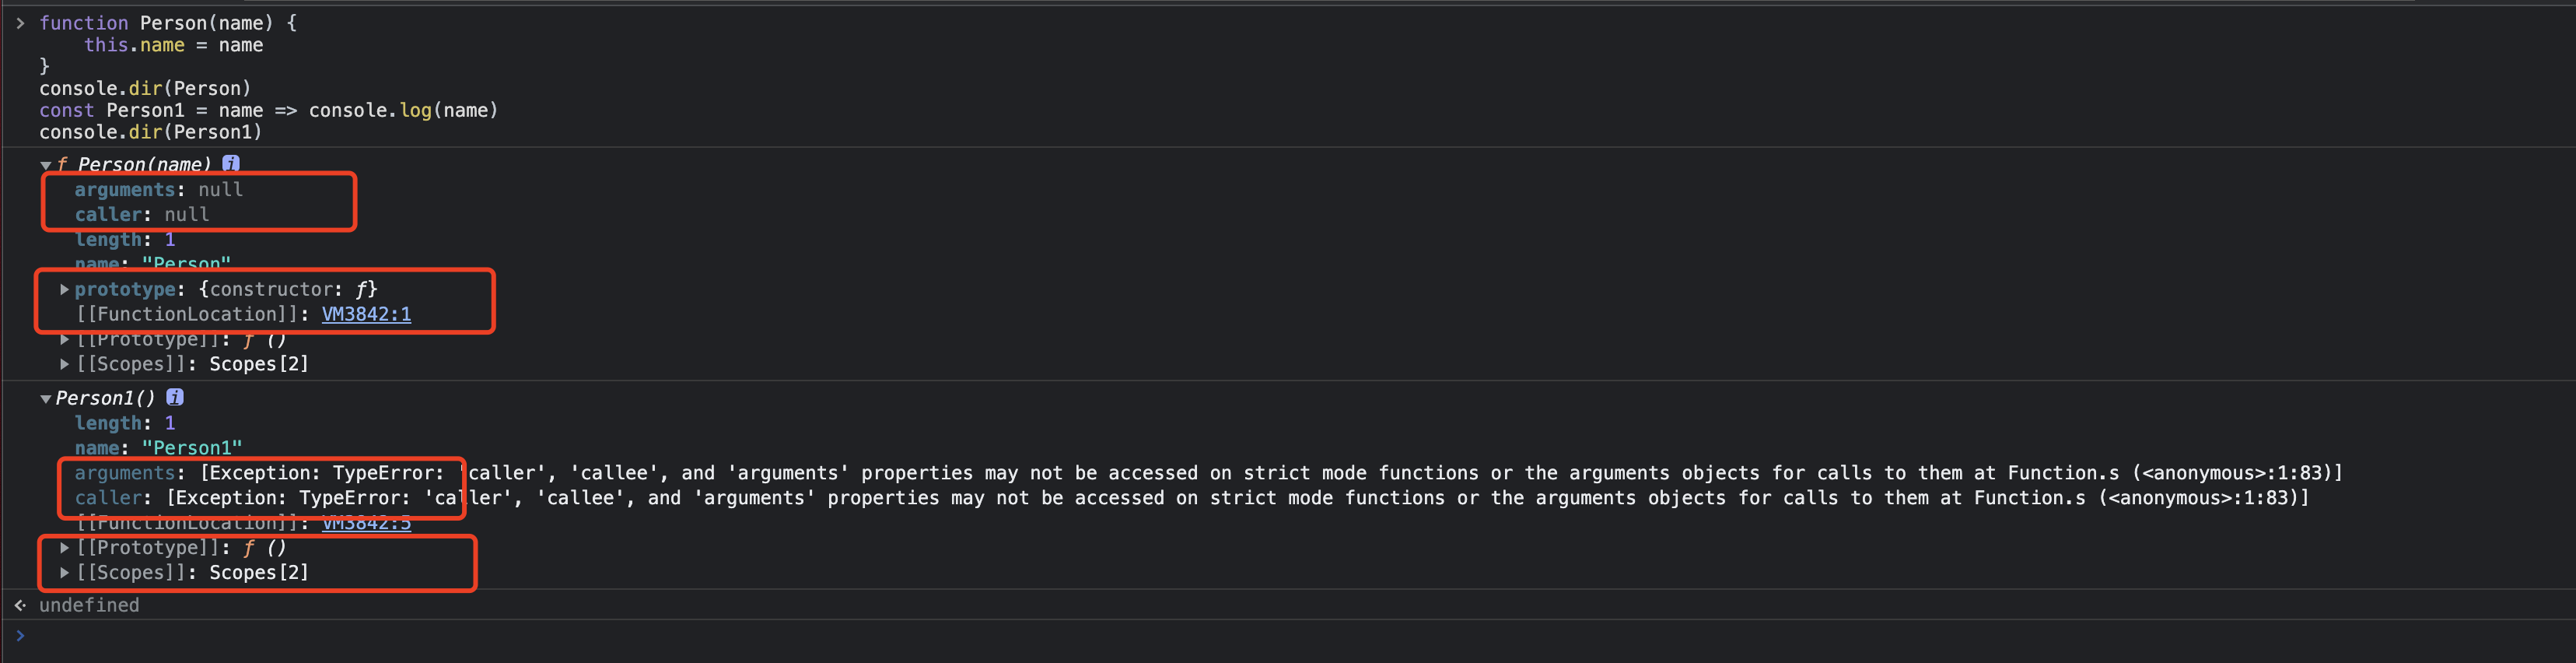 > function Person(name) {
this.name = name
}
console.dir(Person)
const Person1 = name => console.log(name)
console.dir(Person1)
▼ƒ Person(name) i
arguments: null
caller: null
length: 1
name: "Person"
▶prototype: {constructor: ƒ}
[[FunctionLocation]]: VM3842:1
▶[[Prototype]]: ƒ ()
▶[[Scopes]]: Scopes[2]
▼Person1() i
length: 1
name: "Person1"
arguments: [Exception: TypeError: 'caller', 'callee', and 'arguments' properties may not be accessed on strict mode functions or the arguments objects for calls to them at Function.s (<anonymous>:1:83)]
caller: [Exception: TypeError: 'caller', 'callee', and 'arguments' properties may not be accessed on strict mode functions or the arguments objects for calls to them at Function.s (<anonymous>:1:83)]
[[FunctionLocation]]: VM3842:5
▶[[Prototype]]: ƒ ()
▶[[Scopes]]: Scopes[2]
undefined
>